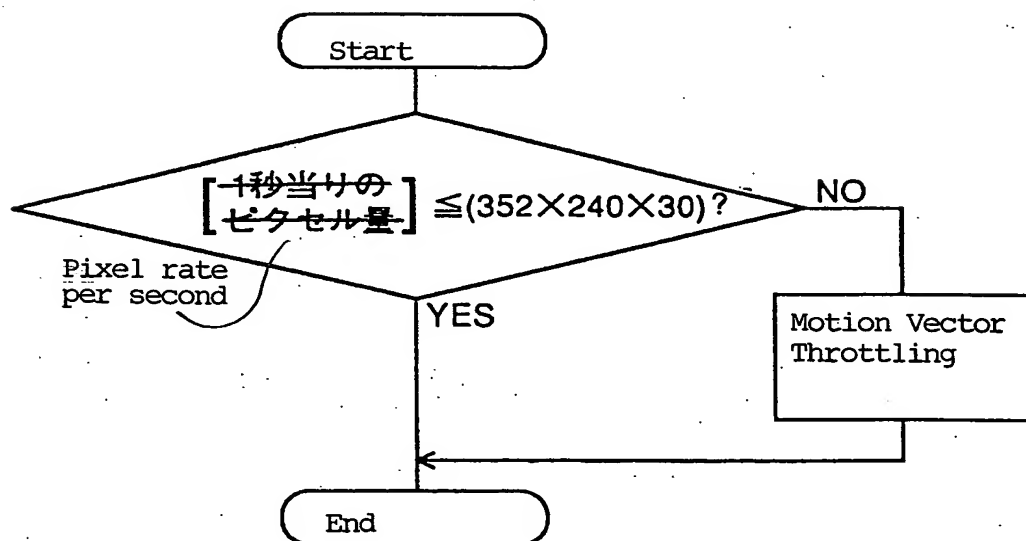 Start
[1秒当りの
ピクセル量] ≦(352×240×30)?
NO
Pixel rate
per second
YES
Motion Vector
Throttling
End